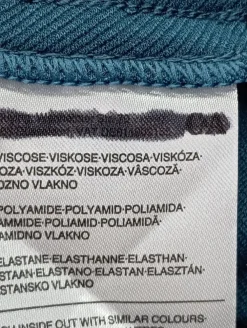 VISCOSE·VISKOSE·VISCOSA·VISKÓZA·
OZA·VISZKÓZ·VISKOZA·VÂSCOZĂ·
OZNO VLAKNO
POLYAMIDE·POLYAMID·POLIAMIDA·
AMMIDE·POLIAMID·POLIAMIDĂ·
AMIDNO VLAKNO
ELASTANE·ELASTHANNE·ELASTHAN·
STAAN·ELASTANO·ELASTAN·ELASZTÁN·
STANSKO VLAKNO
INSIDE OUT WITH SIMILAR COLOURS·